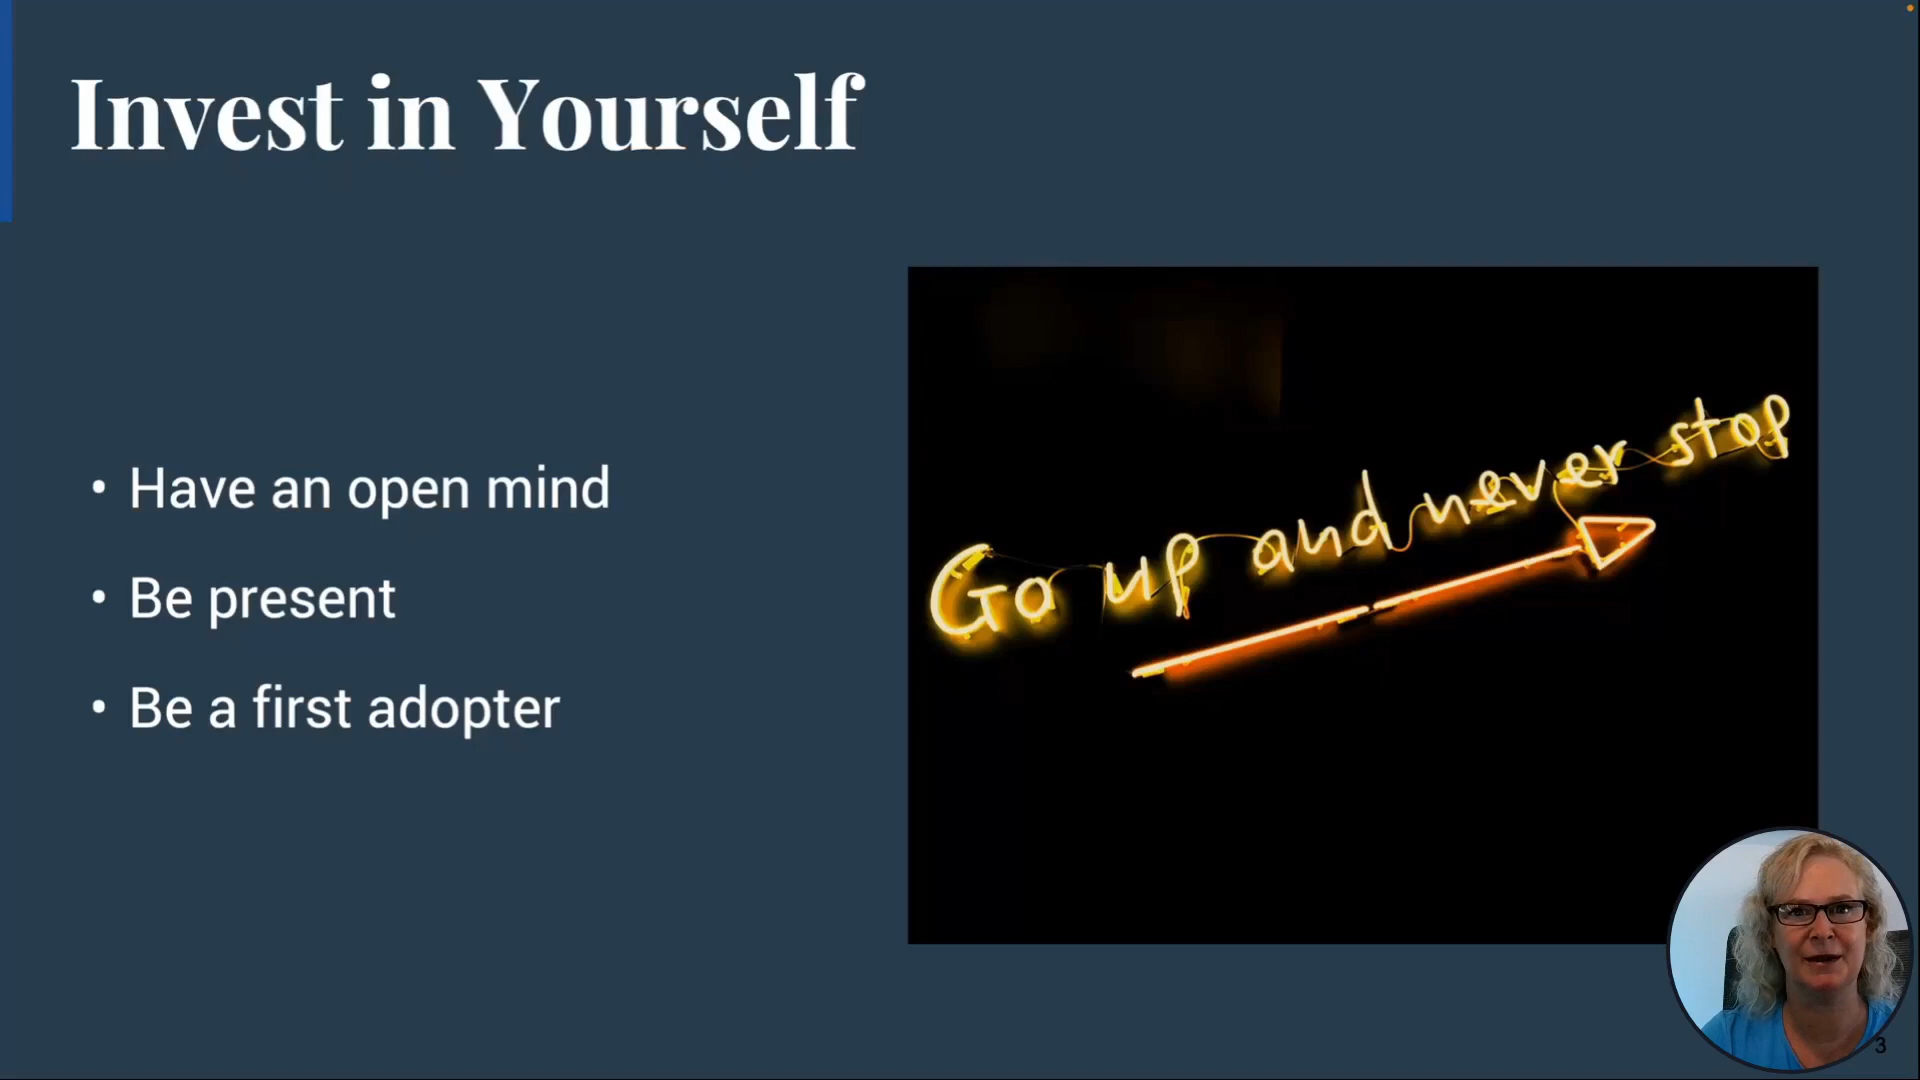 Invest in Yourself
• Have an open mind
• Be present
• Be a first adopter
Go up and never stop
3